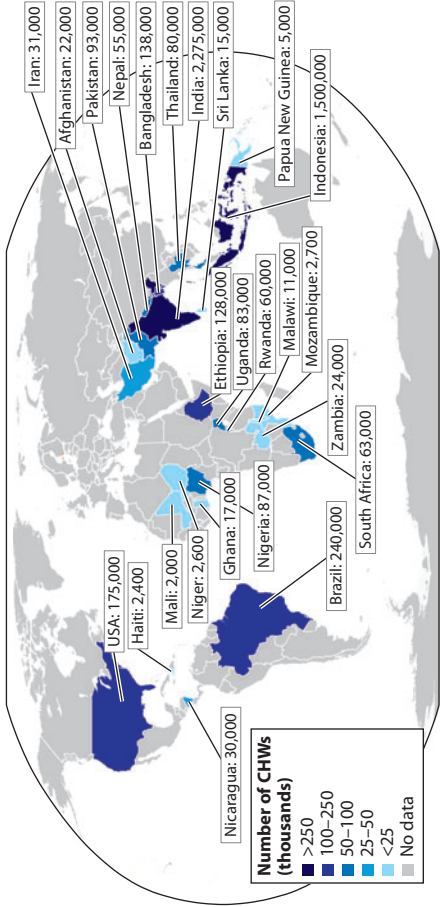 Iran: 31,000
Afghanistan: 22,000
Pakistan: 93,000
Nepal: 55,000
Bangladesh: 138,000
Thailand: 80,000
India: 2,275,000
Sri Lanka: 15,000
Papua New Guinea: 5,000
Indonesia: 1,500,000
USA: 175,000
Haiti: 2,400
Mali: 2,000
Niger: 2,600
Ghana: 17,000
Nigeria: 87,000
Ethiopia: 128,000
Uganda: 83,000
Rwanda: 60,000
Malawi: 11,000
Mozambique: 2,700
Zambia: 24,000
South Africa: 63,000
Brazil: 240,000
Nicaragua: 30,000
Number of CHWs
(thousands)
>250
100–250
50–100
25–50
<25
No data